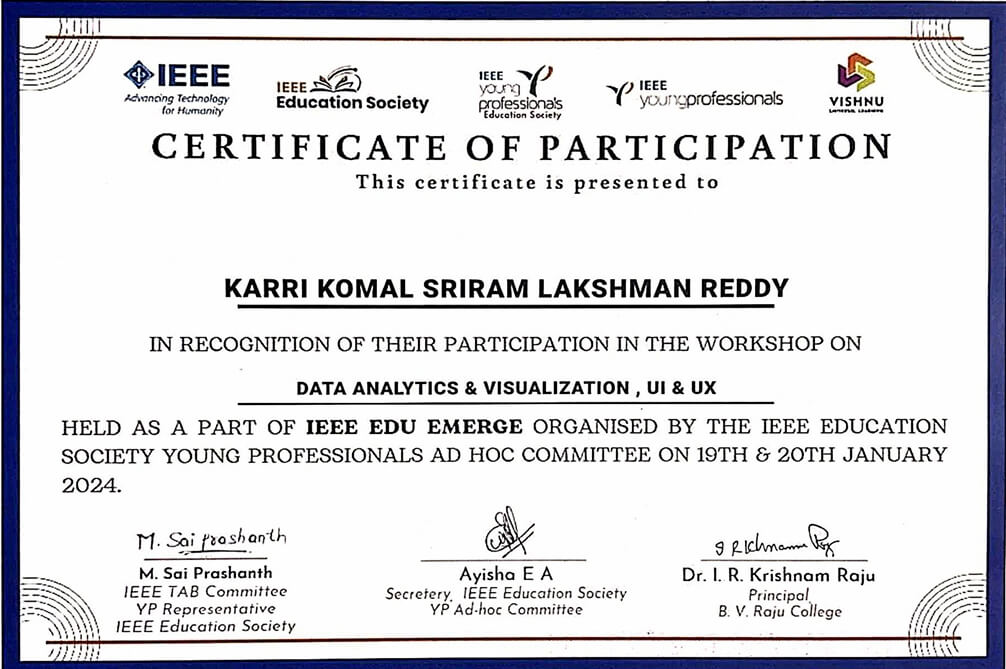 IEEE
Advancing Technology
for Humanity
IEEE
Education Society
IEEE
young
professionals
Education Society
IEEE
youngprofessionals
VISHNU
UNIVERSAL LEARNING
CERTIFICATE OF PARTICIPATION
This certificate is presented to
KARRI KOMAL SRIRAM LAKSHMAN REDDY
IN RECOGNITION OF THEIR PARTICIPATION IN THE WORKSHOP ON
DATA ANALYTICS & VISUALIZATION , UI & UX
HELD AS A PART OF IEEE EDU EMERGE ORGANISED BY THE IEEE EDUCATION
SOCIETY YOUNG PROFESSIONALS AD HOC COMMITTEE ON 19TH & 20TH JANUARY
2024.
M. Sai Prashanth
M. Sai Prashanth
IEEE TAB Committee
YP Representative
IEEE Education Society
Ayisha E A
Secretery, IEEE Education Society
YP Ad-hoc Committee
Dr. I. R. Krishnam Raju
Principal
B. V. Raju College